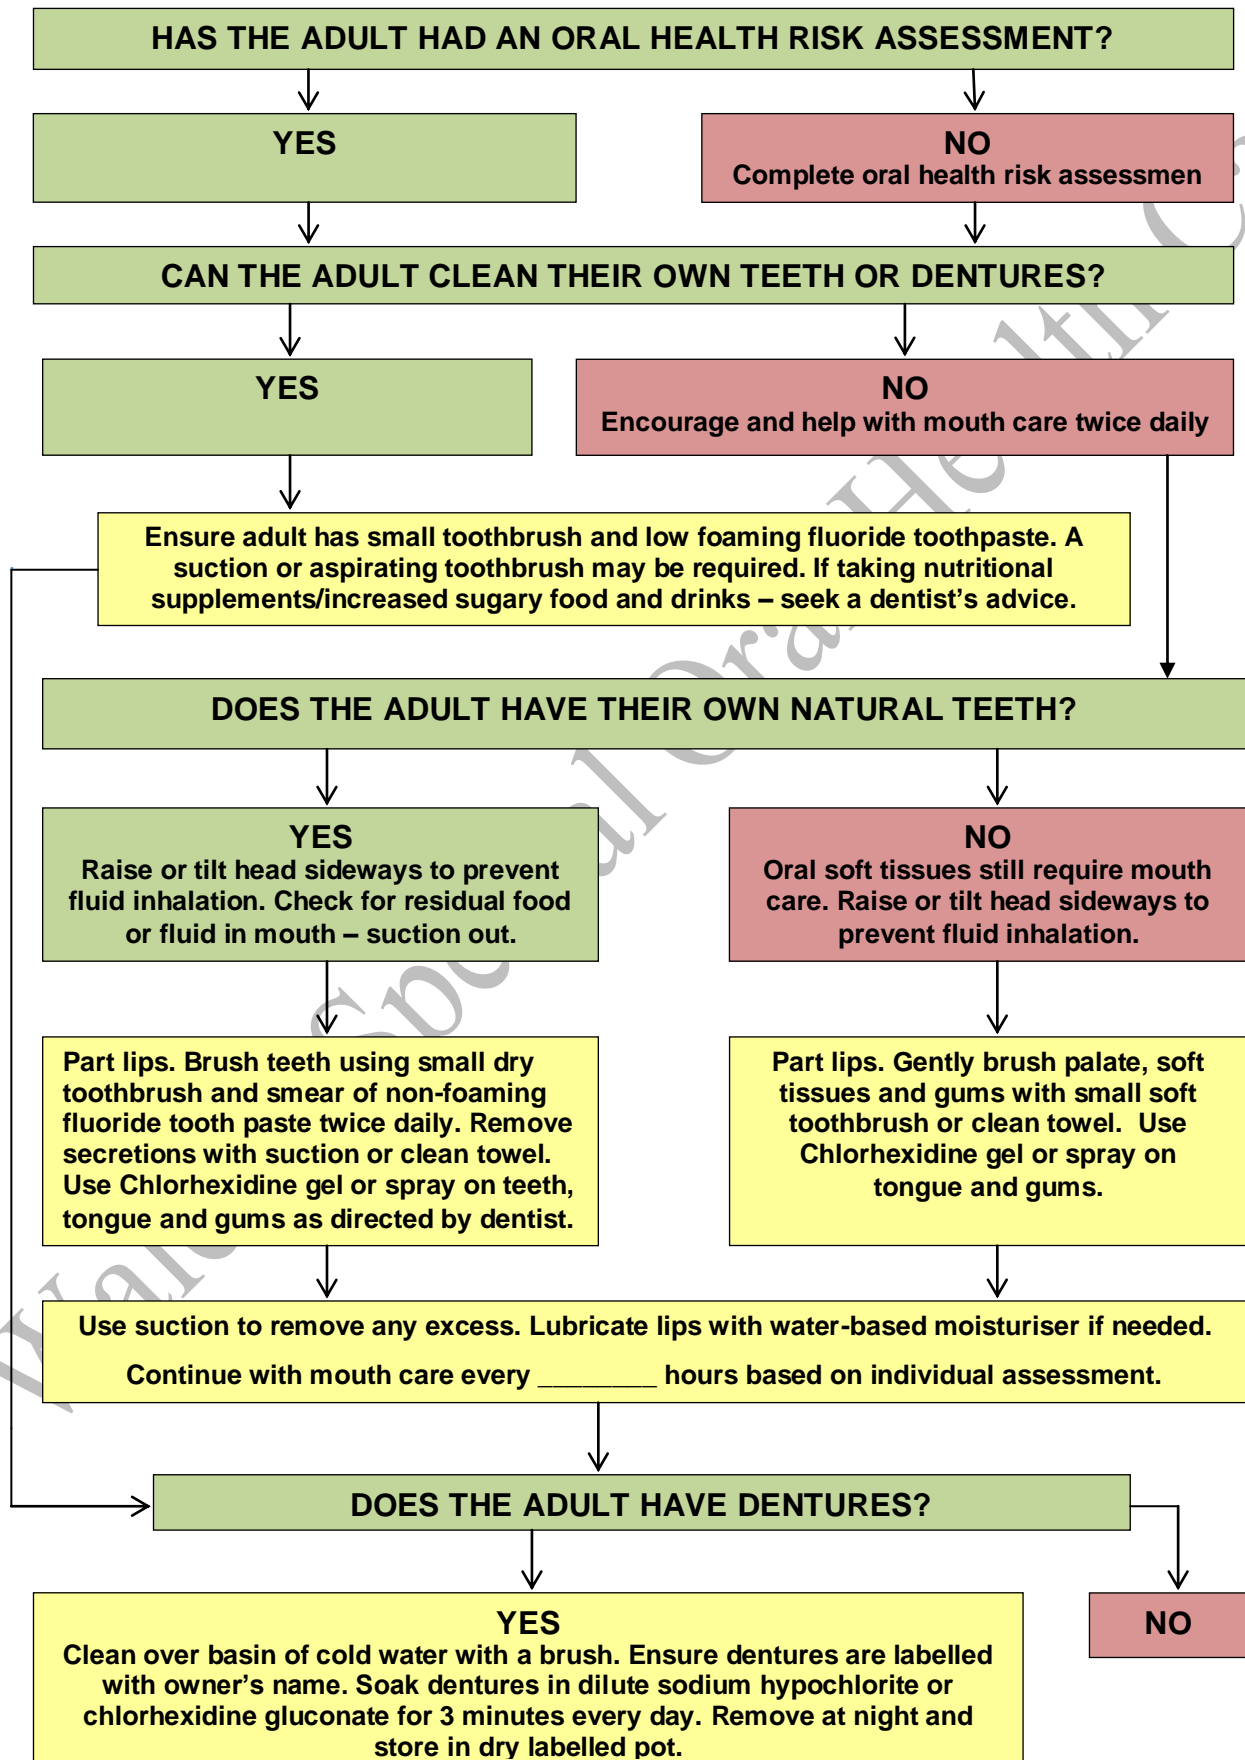 HAS THE ADULT HAD AN ORAL HEALTH RISK ASSESSMENT?
YES
NO
Complete oral health risk assessmen
CAN THE ADULT CLEAN THEIR OWN TEETH OR DENTURES?
YES
NO
Encourage and help with mouth care twice daily
Ensure adult has small toothbrush and low foaming fluoride toothpaste. A
suction or aspirating toothbrush may be required. If taking nutritional
supplements/increased sugary food and drinks – seek a dentist’s advice.
DOES THE ADULT HAVE THEIR OWN NATURAL TEETH?
YES
Raise or tilt head sideways to prevent
fluid inhalation. Check for residual food
or fluid in mouth – suction out.
NO
Oral soft tissues still require mouth
care. Raise or tilt head sideways to
prevent fluid inhalation.
Part lips. Brush teeth using small dry
toothbrush and smear of non-foaming
fluoride tooth paste twice daily. Remove
secretions with suction or clean towel.
Use Chlorhexidine gel or spray on teeth,
tongue and gums as directed by dentist.
Part lips. Gently brush palate, soft
tissues and gums with small soft
toothbrush or clean towel.  Use
Chlorhexidine gel or spray on
tongue and gums.
Use suction to remove any excess. Lubricate lips with water-based moisturiser if needed.
Continue with mouth care every ________ hours based on individual assessment.
DOES THE ADULT HAVE DENTURES?
YES
Clean over basin of cold water with a brush. Ensure dentures are labelled
with owner’s name. Soak dentures in dilute sodium hypochlorite or
chlorhexidine gluconate for 3 minutes every day. Remove at night and
store in dry labelled pot.
NO
Oral Health